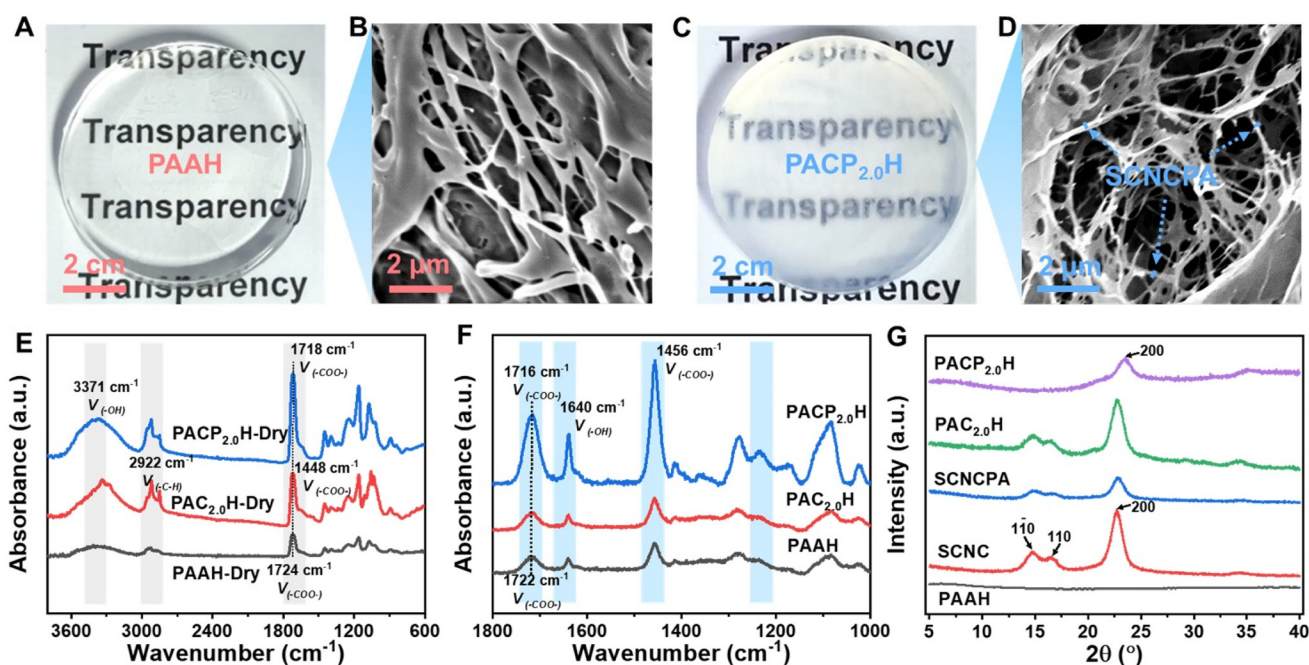 A
Transparency
Transparency
PAAH
Transparency
2 cm
Transparency
B
2 μm
C
Transparency
Transparency
PACP2.0H
Transparency
2 cm
Transparency
D
SCNCPA
2 μm
E
Absorbance (a.u.)
3371 cm-1
V(-OH)
2922 cm-1
V(-C-H)
1718 cm-1
V(-COO-)
PACP2.0H-Dry
1448 cm-1
V(-COO-)
PAC2.0H-Dry
PAAH-Dry
1724 cm-1
V(-COO-)
3600 3000 2400 1800 1200 600
Wavenumber (cm-1)
F
Absorbance (a.u.)
1716 cm-1
V(-COO-)
1640 cm-1
V(-OH)
1456 cm-1
V(-COO-)
PACP2.0H
PAC2.0H
PAAH
1722 cm-1
V(-COO-)
1800 1600 1400 1200 1000
Wavenumber (cm-1)
G
Intensity (a.u.)
PACP2.0H
200
PAC2.0H
SCNCPA
200
SCNC
1-10
110
PAAH
5 10 15 20 25 30 35 40
2θ (°)